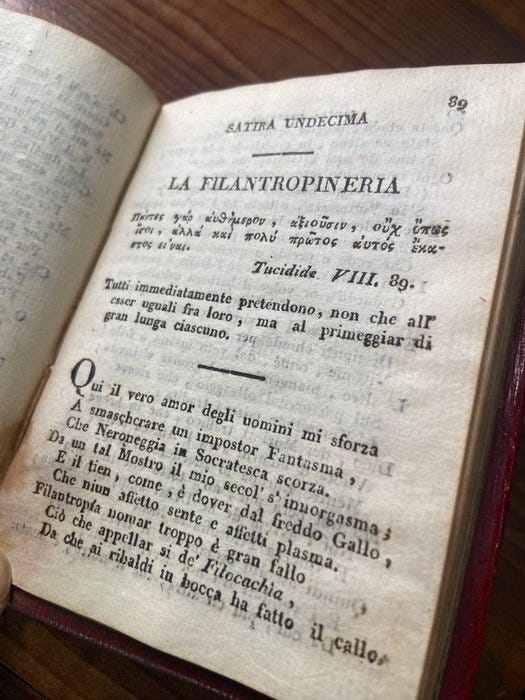 89
SATIRA UNDECIMA
LA FILANTROPINERIA
Πάντες γὰρ αὐθήμερον, ἀξιοῦσιν, οὐχ ὅπως
ἴσοι, ἀλλὰ καὶ πολὺ πρῶτος αὐτὸς ἕκα-
στος εἶναι.
Tucidide VIII. 89.
Tutti immediatamente pretendono, non che all'
esser uguali fra loro, ma al primeggiar di
gran lunga ciascuno.
Qui il vero amor degli uomini mi sforza
A smascherare un impostor Fantasma,
Che Neroneggia in Socratesca scorza.
Da un tal Mostro il mio secol s'innorgasma;
E il tien, come, è dover dal freddo Gallo,
Che niun affetto sente e affetti plasma.
Filantropía nomar troppo è gran fallo
Ciò che appellar si de' Filocachìa,
Da che ai ribaldi in bocca ha fatto il callo.